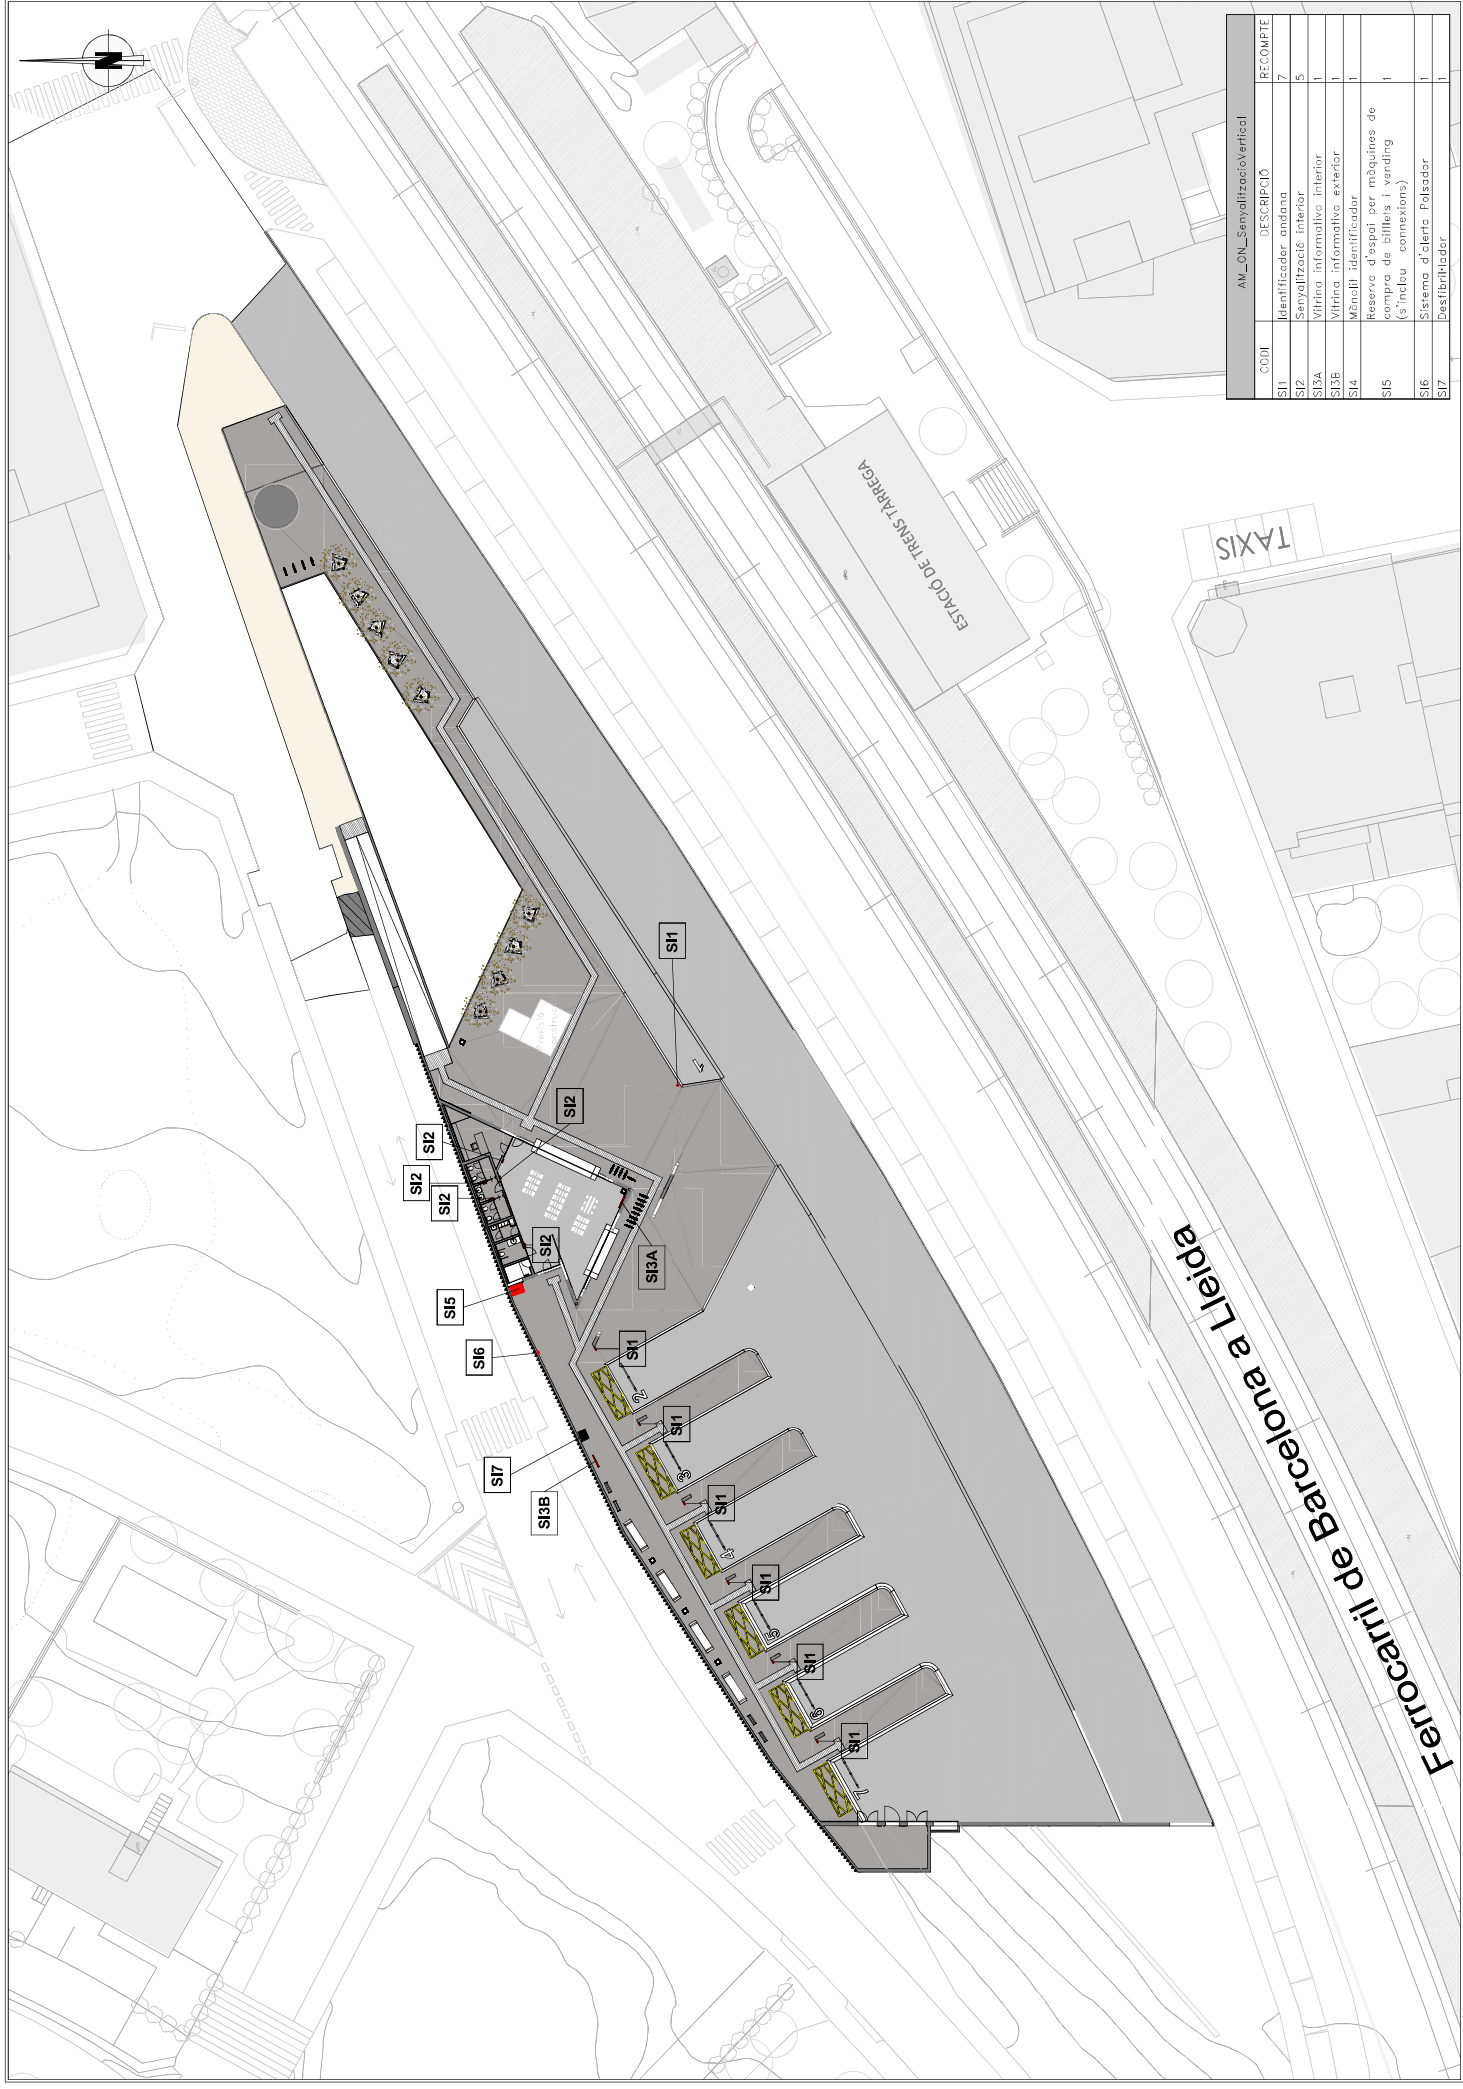 N
AM_ON_SenyalitzacióVertical
CODI DESCRIPCIÓ RECOMPTE
SI1 Identificador andana 7
SI2 Senyalització interior 5
SI3A Vitrina informativa interior 1
SI3B Vitrina informativa exterior 1
SI4 Mònolit identificador 1
SI5 Reserva d'espai per màquines de
compra de billlets i vending
(s'inclou connexions) 1
SI6 Sistema d'alerta Polsador 1
SI7 Desfibril·lador 1
ESTACIÓ DE TRENS TÀRREGA
TAXIS
SI1
1
SI2
SI2
SI2
SI2
SI2
SI3A
SI5
SI6
SI7
SI3B
SI1
2
SI1
3
SI1
4
SI1
5
SI1
6
SI1
7
Ferrocarril de Barcelona a Lleida